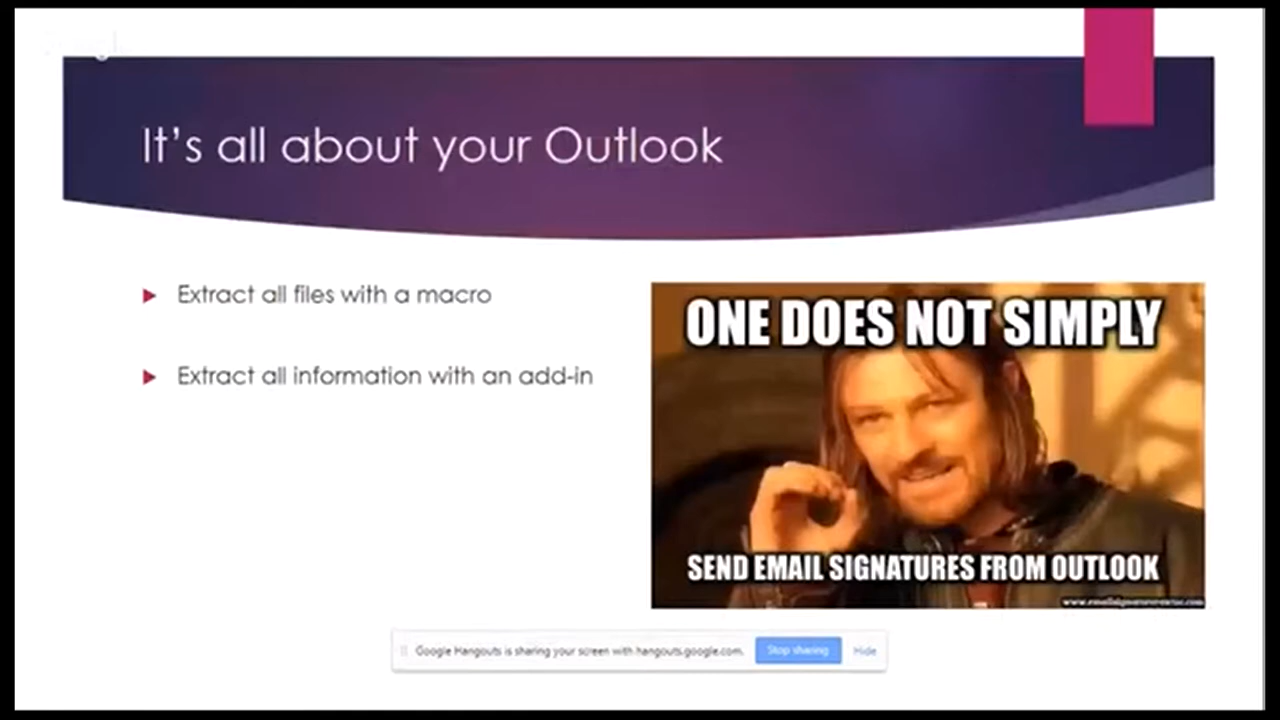 It's all about your Outlook
Extract all files with a macro
Extract all information with an add-in
ONE DOES NOT SIMPLY
SEND EMAIL SIGNATURES FROM OUTLOOK
Google Hangouts is sharing your screen with hangouts.google.com. Stop sharing Hide